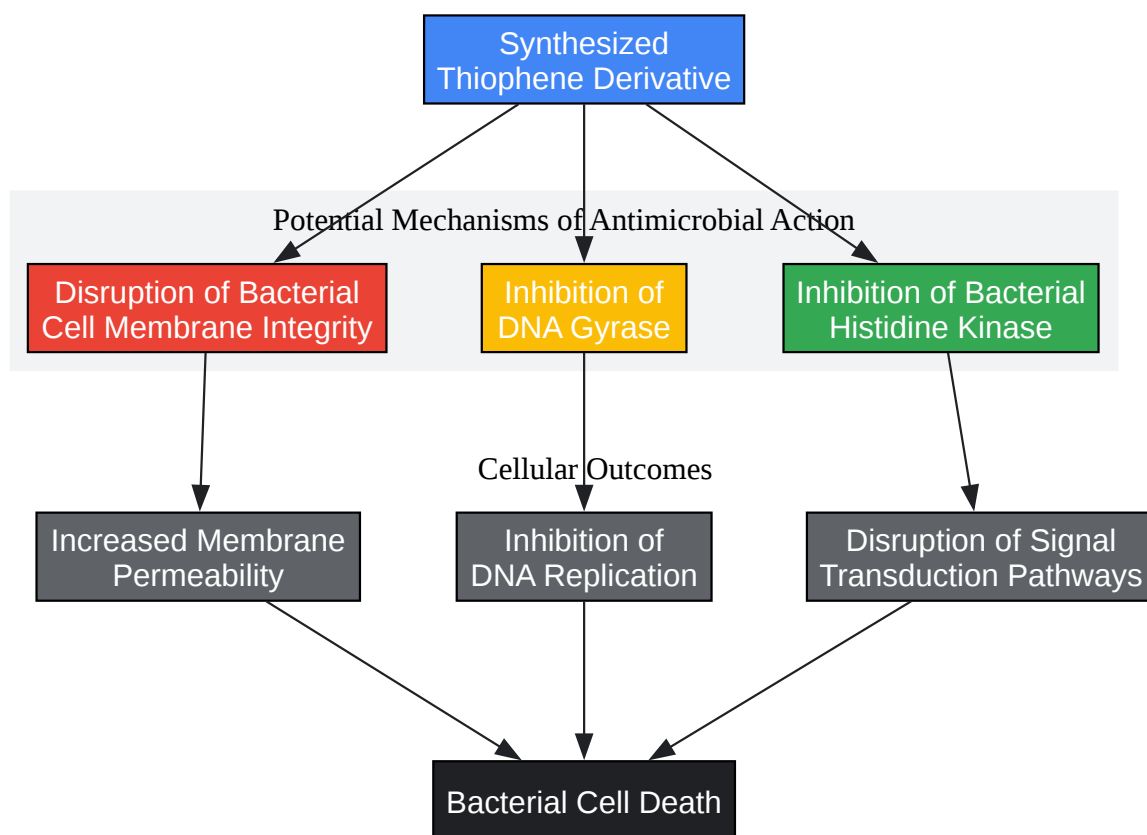 Synthesized
Thiophene Derivative
Potential Mechanisms of Antimicrobial Action
Disruption of Bacterial
Cell Membrane Integrity
Inhibition of
DNA Gyrase
Inhibition of Bacterial
Histidine Kinase
Cellular Outcomes
Increased Membrane
Permeability
Inhibition of
DNA Replication
Disruption of Signal
Transduction Pathways
Bacterial Cell Death